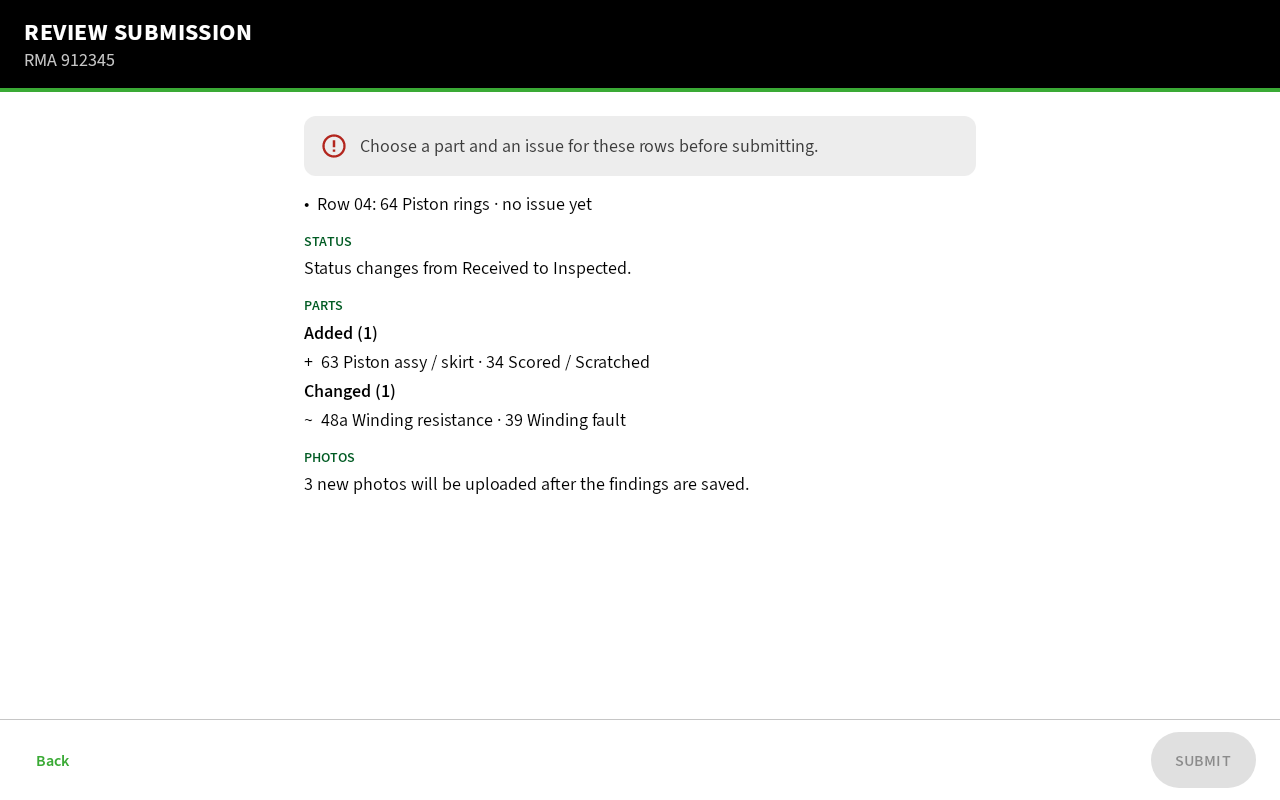 REVIEW SUBMISSION
RMA 912345
Choose a part and an issue for these rows before submitting.
• Row 04: 64 Piston rings · no issue yet
STATUS
Status changes from Received to Inspected.
PARTS
Added (1)
+ 63 Piston assy / skirt · 34 Scored / Scratched
Changed (1)
~ 48a Winding resistance · 39 Winding fault
PHOTOS
3 new photos will be uploaded after the findings are saved.
Back
SUBMIT